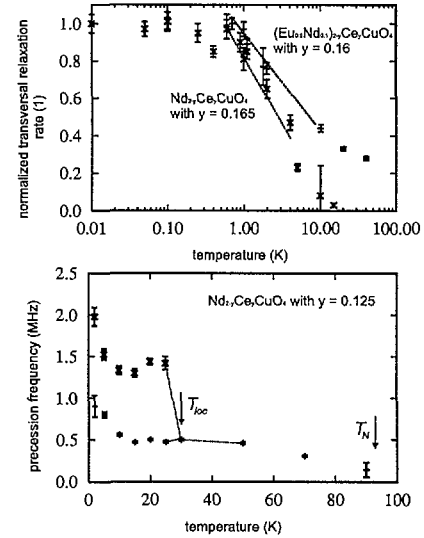 normalized transversal relaxation
rate (1)
1.0
0.8
0.6
0.4
0.2
0.0
(Eu₀.₉Nd₀.₁)₂₋yCeyCuO₄
with y = 0.16
Nd₂₋yCeyCuO₄
with y = 0.165
0.01 0.10 1.00 10.00 100.00
temperature (K)
precession frequency (MHz)
2.5
2.0
1.5
1.0
0.5
0.0
Nd₂₋yCeyCuO₄ with y = 0.125
Tloc
TN
0 20 40 60 80 100
temperature (K)